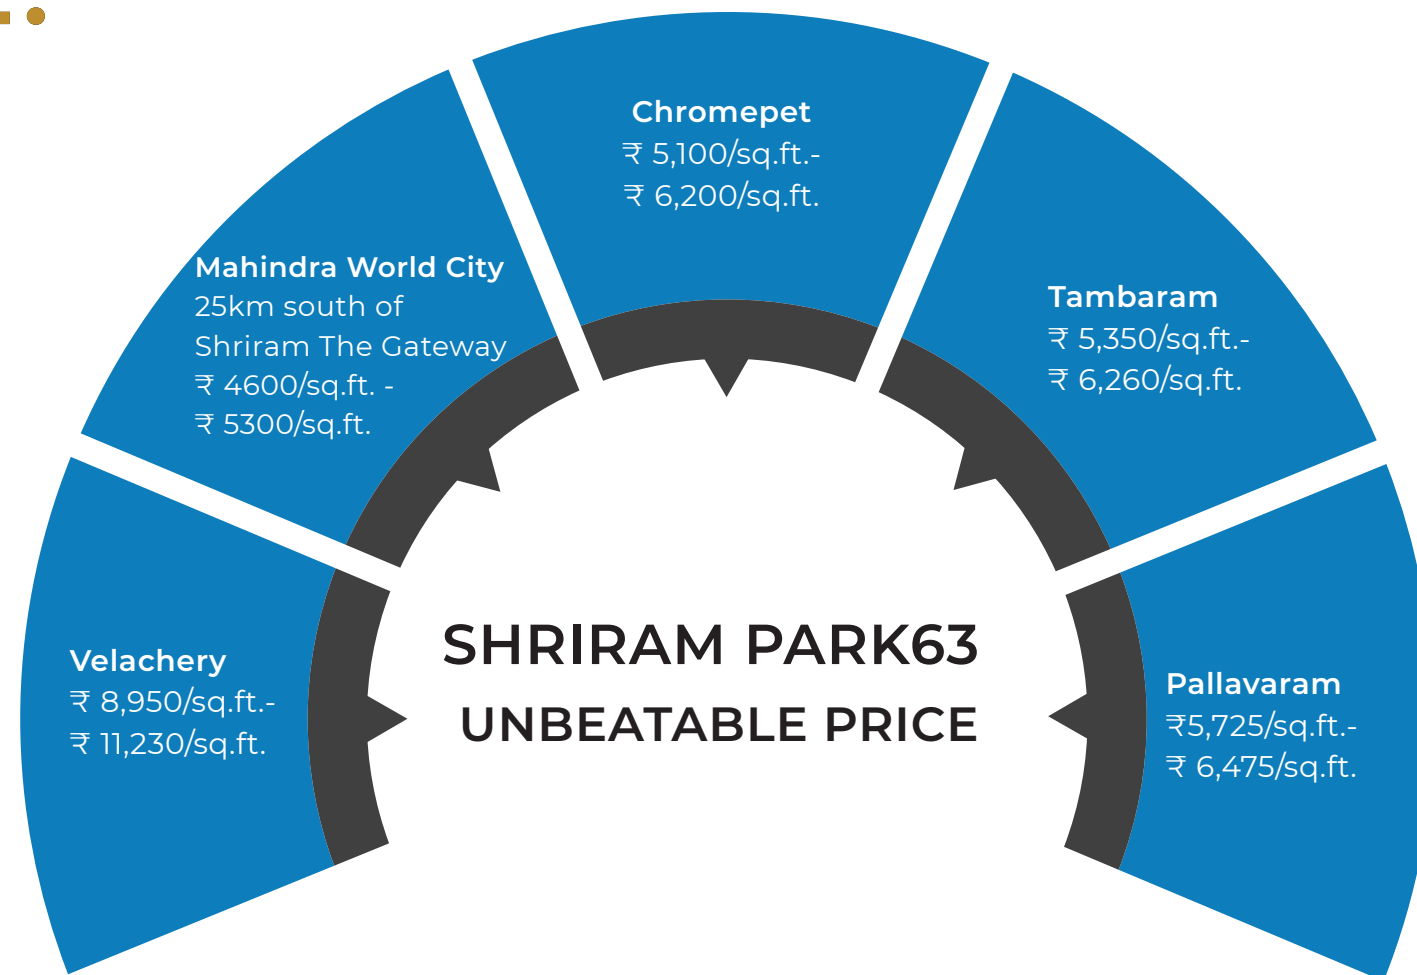 Chromepet
₹ 5,100/sq.ft.-
₹ 6,200/sq.ft.
Mahindra World City
25km south of
Shriram The Gateway
₹ 4600/sq.ft. -
₹ 5300/sq.ft.
Tambaram
₹ 5,350/sq.ft.-
₹ 6,260/sq.ft.
Velachery
₹ 8,950/sq.ft.-
₹ 11,230/sq.ft.
SHRIRAM PARK63
UNBEATABLE PRICE
Pallavaram
₹5,725/sq.ft.-
₹ 6,475/sq.ft.